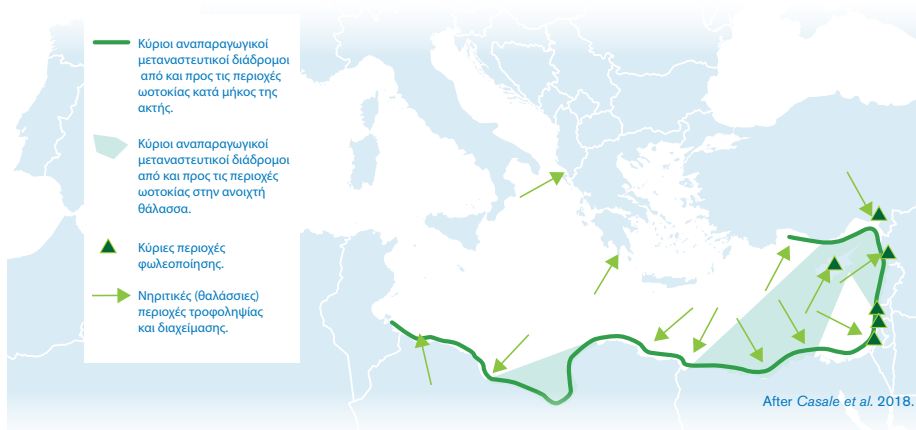 Κύριοι αναπαραγωγικοί
μεταναστευτικοί διάδρομοι
από και προς τις περιοχές
ωοτοκίας κατά μήκος της
ακτής.
Κύριοι αναπαραγωγικοί
μεταναστευτικοί διάδρομοι
από και προς τις περιοχές
ωοτοκίας στην ανοιχτή
θάλασσα.
Κύριες περιοχές
φωλεοποίησης.
Νηριτικές (θαλάσσιες)
περιοχές τροφοληψίας
και διαχείμασης.
After Casale et al. 2018.